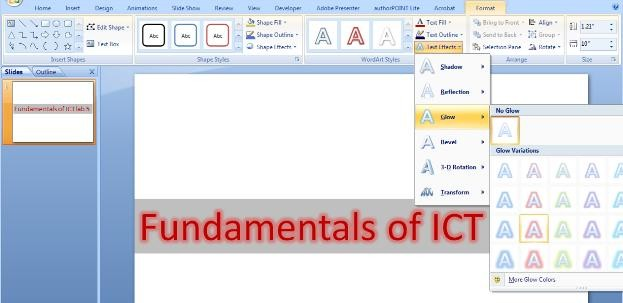 Home Insert Design Animations Slide Show Review View Developer Adobe Presenter authorPOINT Lite Acrobat Format
Edit Shape
Text Box
Insert Shapes
Abc Abc Abc
Shape Fill
Shape Outline
Shape Effects
Shape Styles
A A A
Text Fill
Text Outline
Text Effects
WordArt Styles
Bring to Front
Send to Back
Selection Pane
Align
Group
Rotate
Arrange
1.21"
10"
Size
Slides Outline
1
Fundamentals of ICT lab 5
Shadow
Reflection
Glow
Bevel
3-D Rotation
Transform
No Glow
A
Glow Variations
A A A A A
A A A A A
A A A A A
A A A A A
More Glow Colors
Fundamentals of ICT